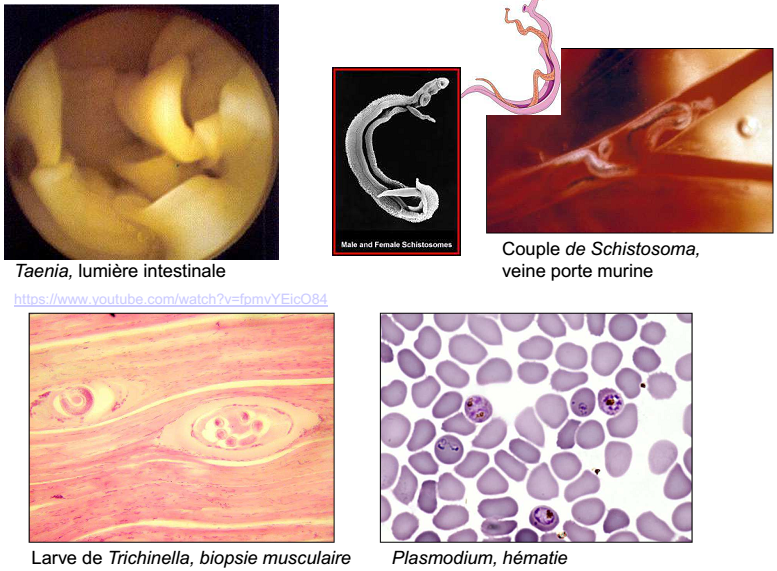 Male and Female Schistosomes
Taenia, lumière intestinale
Couple de Schistosoma,
veine porte murine
https://www.youtube.com/watch?v=fpmvYEicO84
Larve de Trichinella, biopsie musculaire
Plasmodium, hématie